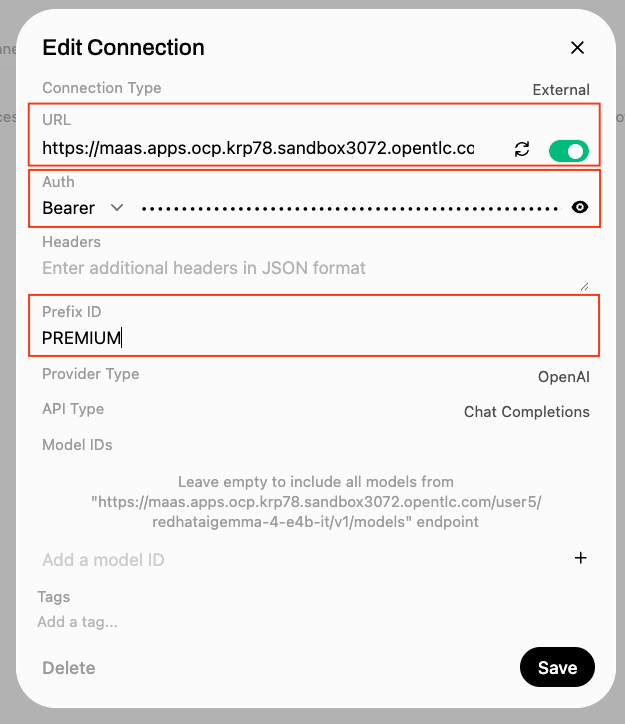 Edit Connection
Connection Type
External
URL
https://maas.apps.ocp.krp78.sandbox3072.opentlc.cc
Auth
Bearer
Headers
Enter additional headers in JSON format
Prefix ID
PREMIUM
Provider Type
OpenAI
API Type
Chat Completions
Model IDs
Leave empty to include all models from
"https://maas.apps.ocp.krp78.sandbox3072.opentlc.com/user5/
redhataigemma-4-e4b-it/v1/models" endpoint
Add a model ID
Tags
Add a tag...
Delete
Save